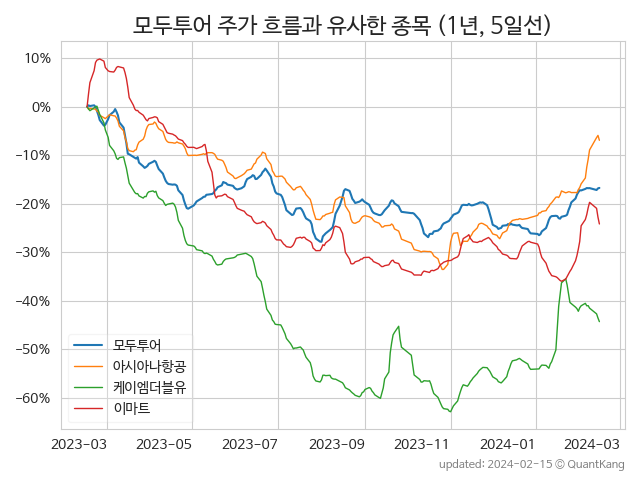 모두투어 주가 흐름과 유사한 종목 (1년, 5일선)
10%
0%
−10%
−20%
−30%
−40%
−50%
−60%
모두투어
아시아나항공
케이엠더블유
이마트
2023−03
2023−05
2023−07
2023−09
2023−11
2024−01
2024−03
updated: 2024−02−15 © QuantKang